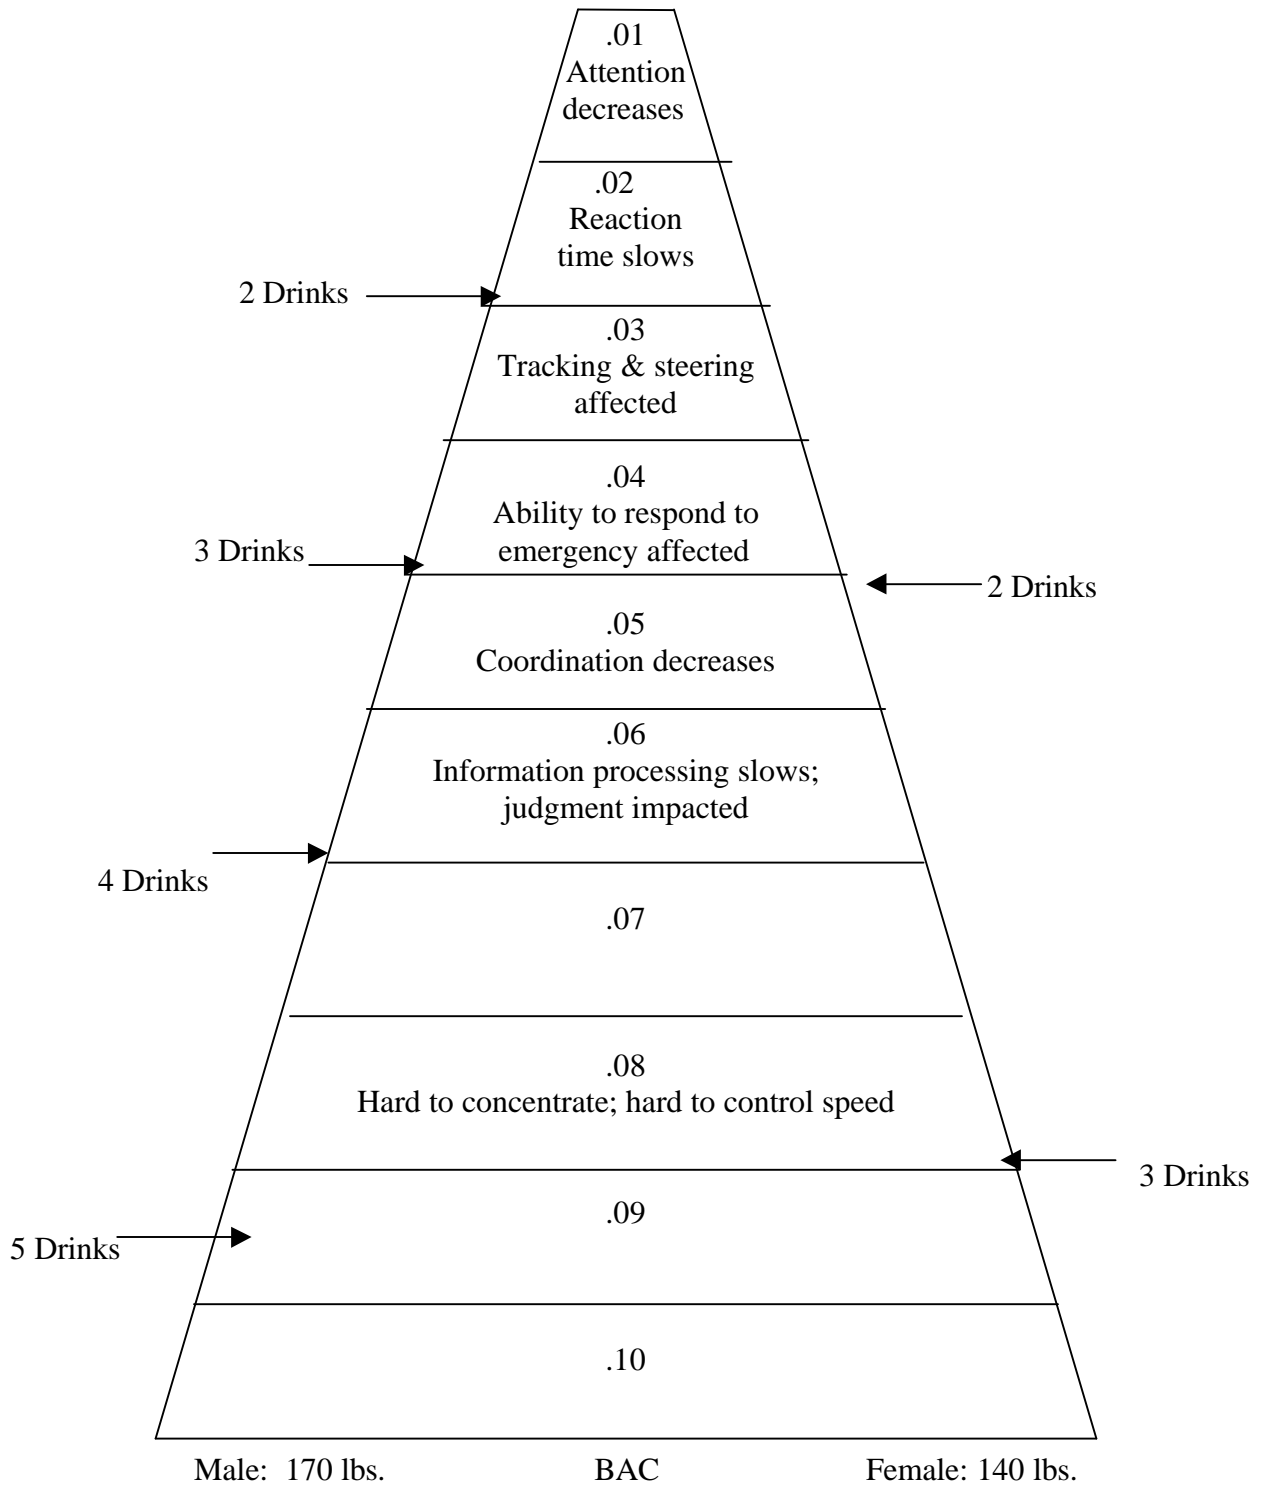 .01
Attention
decreases
.02
Reaction
time slows
2 Drinks
.03
Tracking & steering
affected
.04
Ability to respond to
emergency affected
3 Drinks
2 Drinks
.05
Coordination decreases
.06
Information processing slows;
judgment impacted
4 Drinks
.07
.08
Hard to concentrate; hard to control speed
3 Drinks
.09
5 Drinks
.10
Male: 170 lbs. BAC Female: 140 lbs.